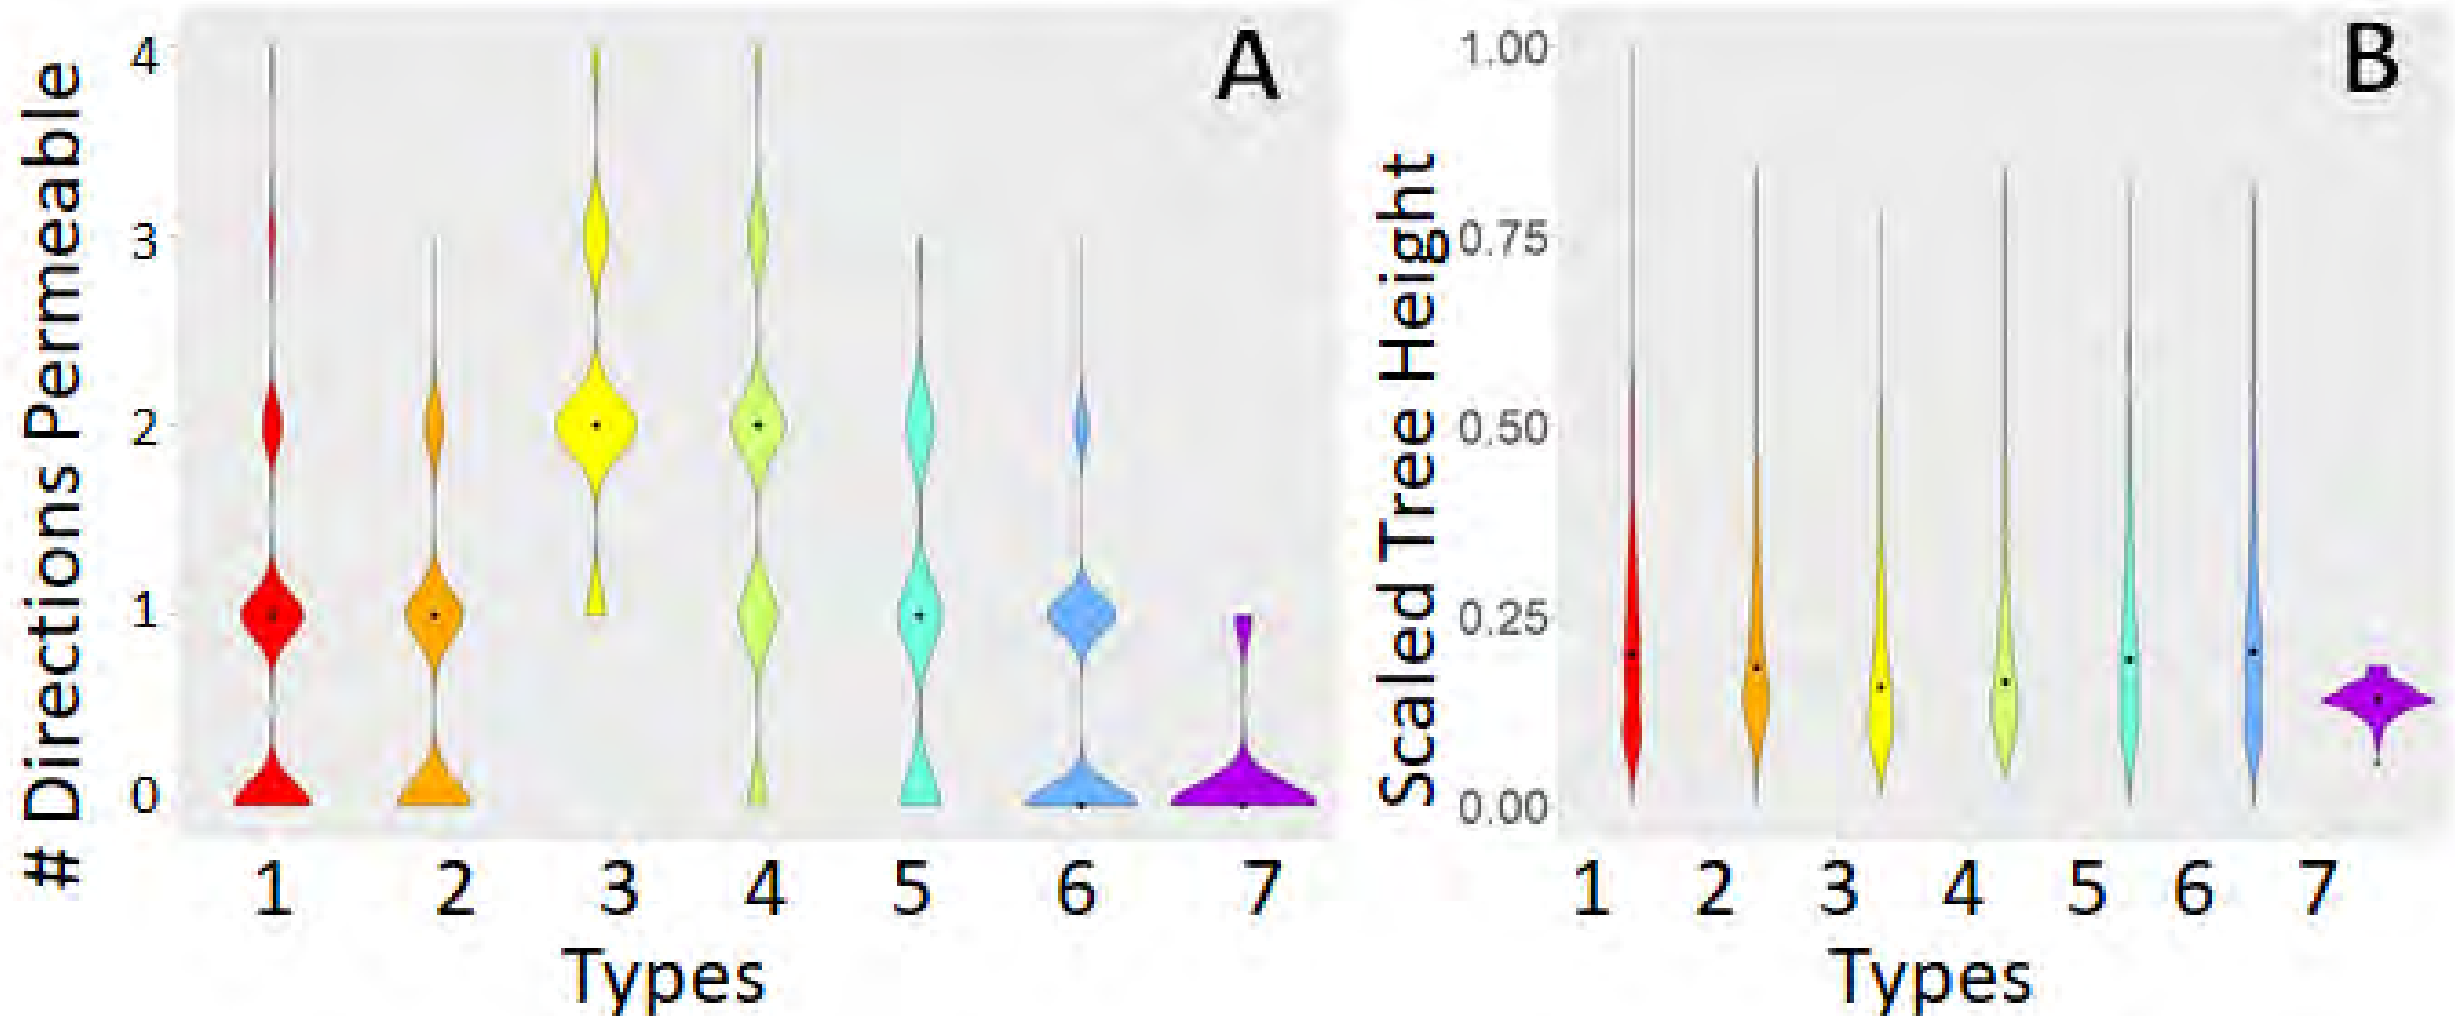 A
# Directions Permeable
4
3
2
1
0
1 2 3 4 5 6 7
Types
B
Scaled Tree Height
1.00
0.75
0.50
0.25
0.00
1 2 3 4 5 6 7
Types